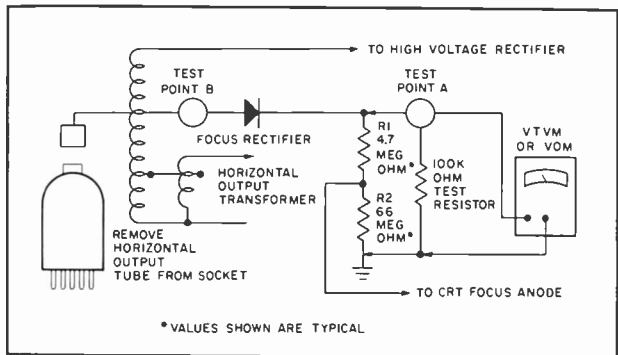 TO HIGH VOLTAGE RECTIFIER
TEST
POINT B
TEST
POINT A
FOCUS RECTIFIER
R1
4.7
MEG
OHM*
VTVM
OR VOM
100K
OHM
TEST
RESISTOR
HORIZONTAL
OUTPUT
TRANSFORMER
R2
66
MEG
OHM*
REMOVE
HORIZONTAL
OUTPUT
TUBE FROM SOCKET
TO CRT FOCUS ANODE
*VALUES SHOWN ARE TYPICAL